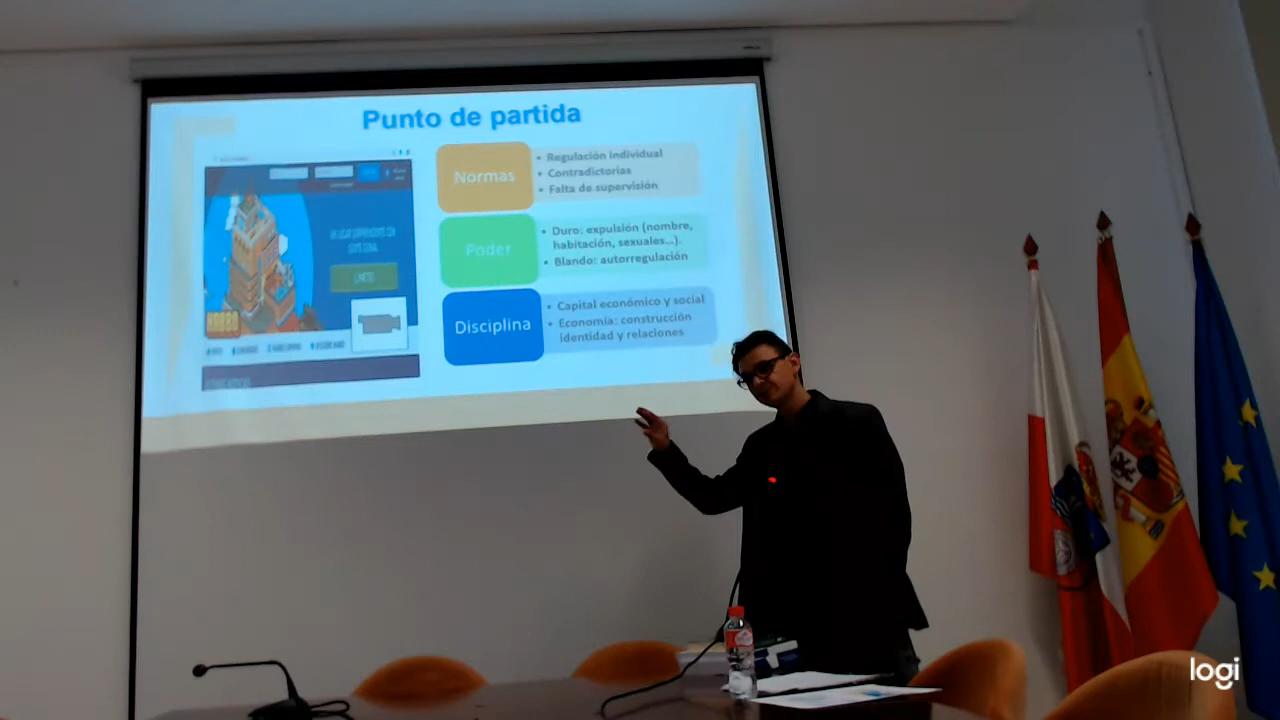 Punto de partida
Normas
• Regulación individual
• Contradictorias
• Falta de supervisión
Poder
• Duro: expulsión (nombre,
habitación, sexuales...).
• Blando: autorregulación
Disciplina
• Capital económico y social
• Economía: construcción
identidad y relaciones
HABBO
logi